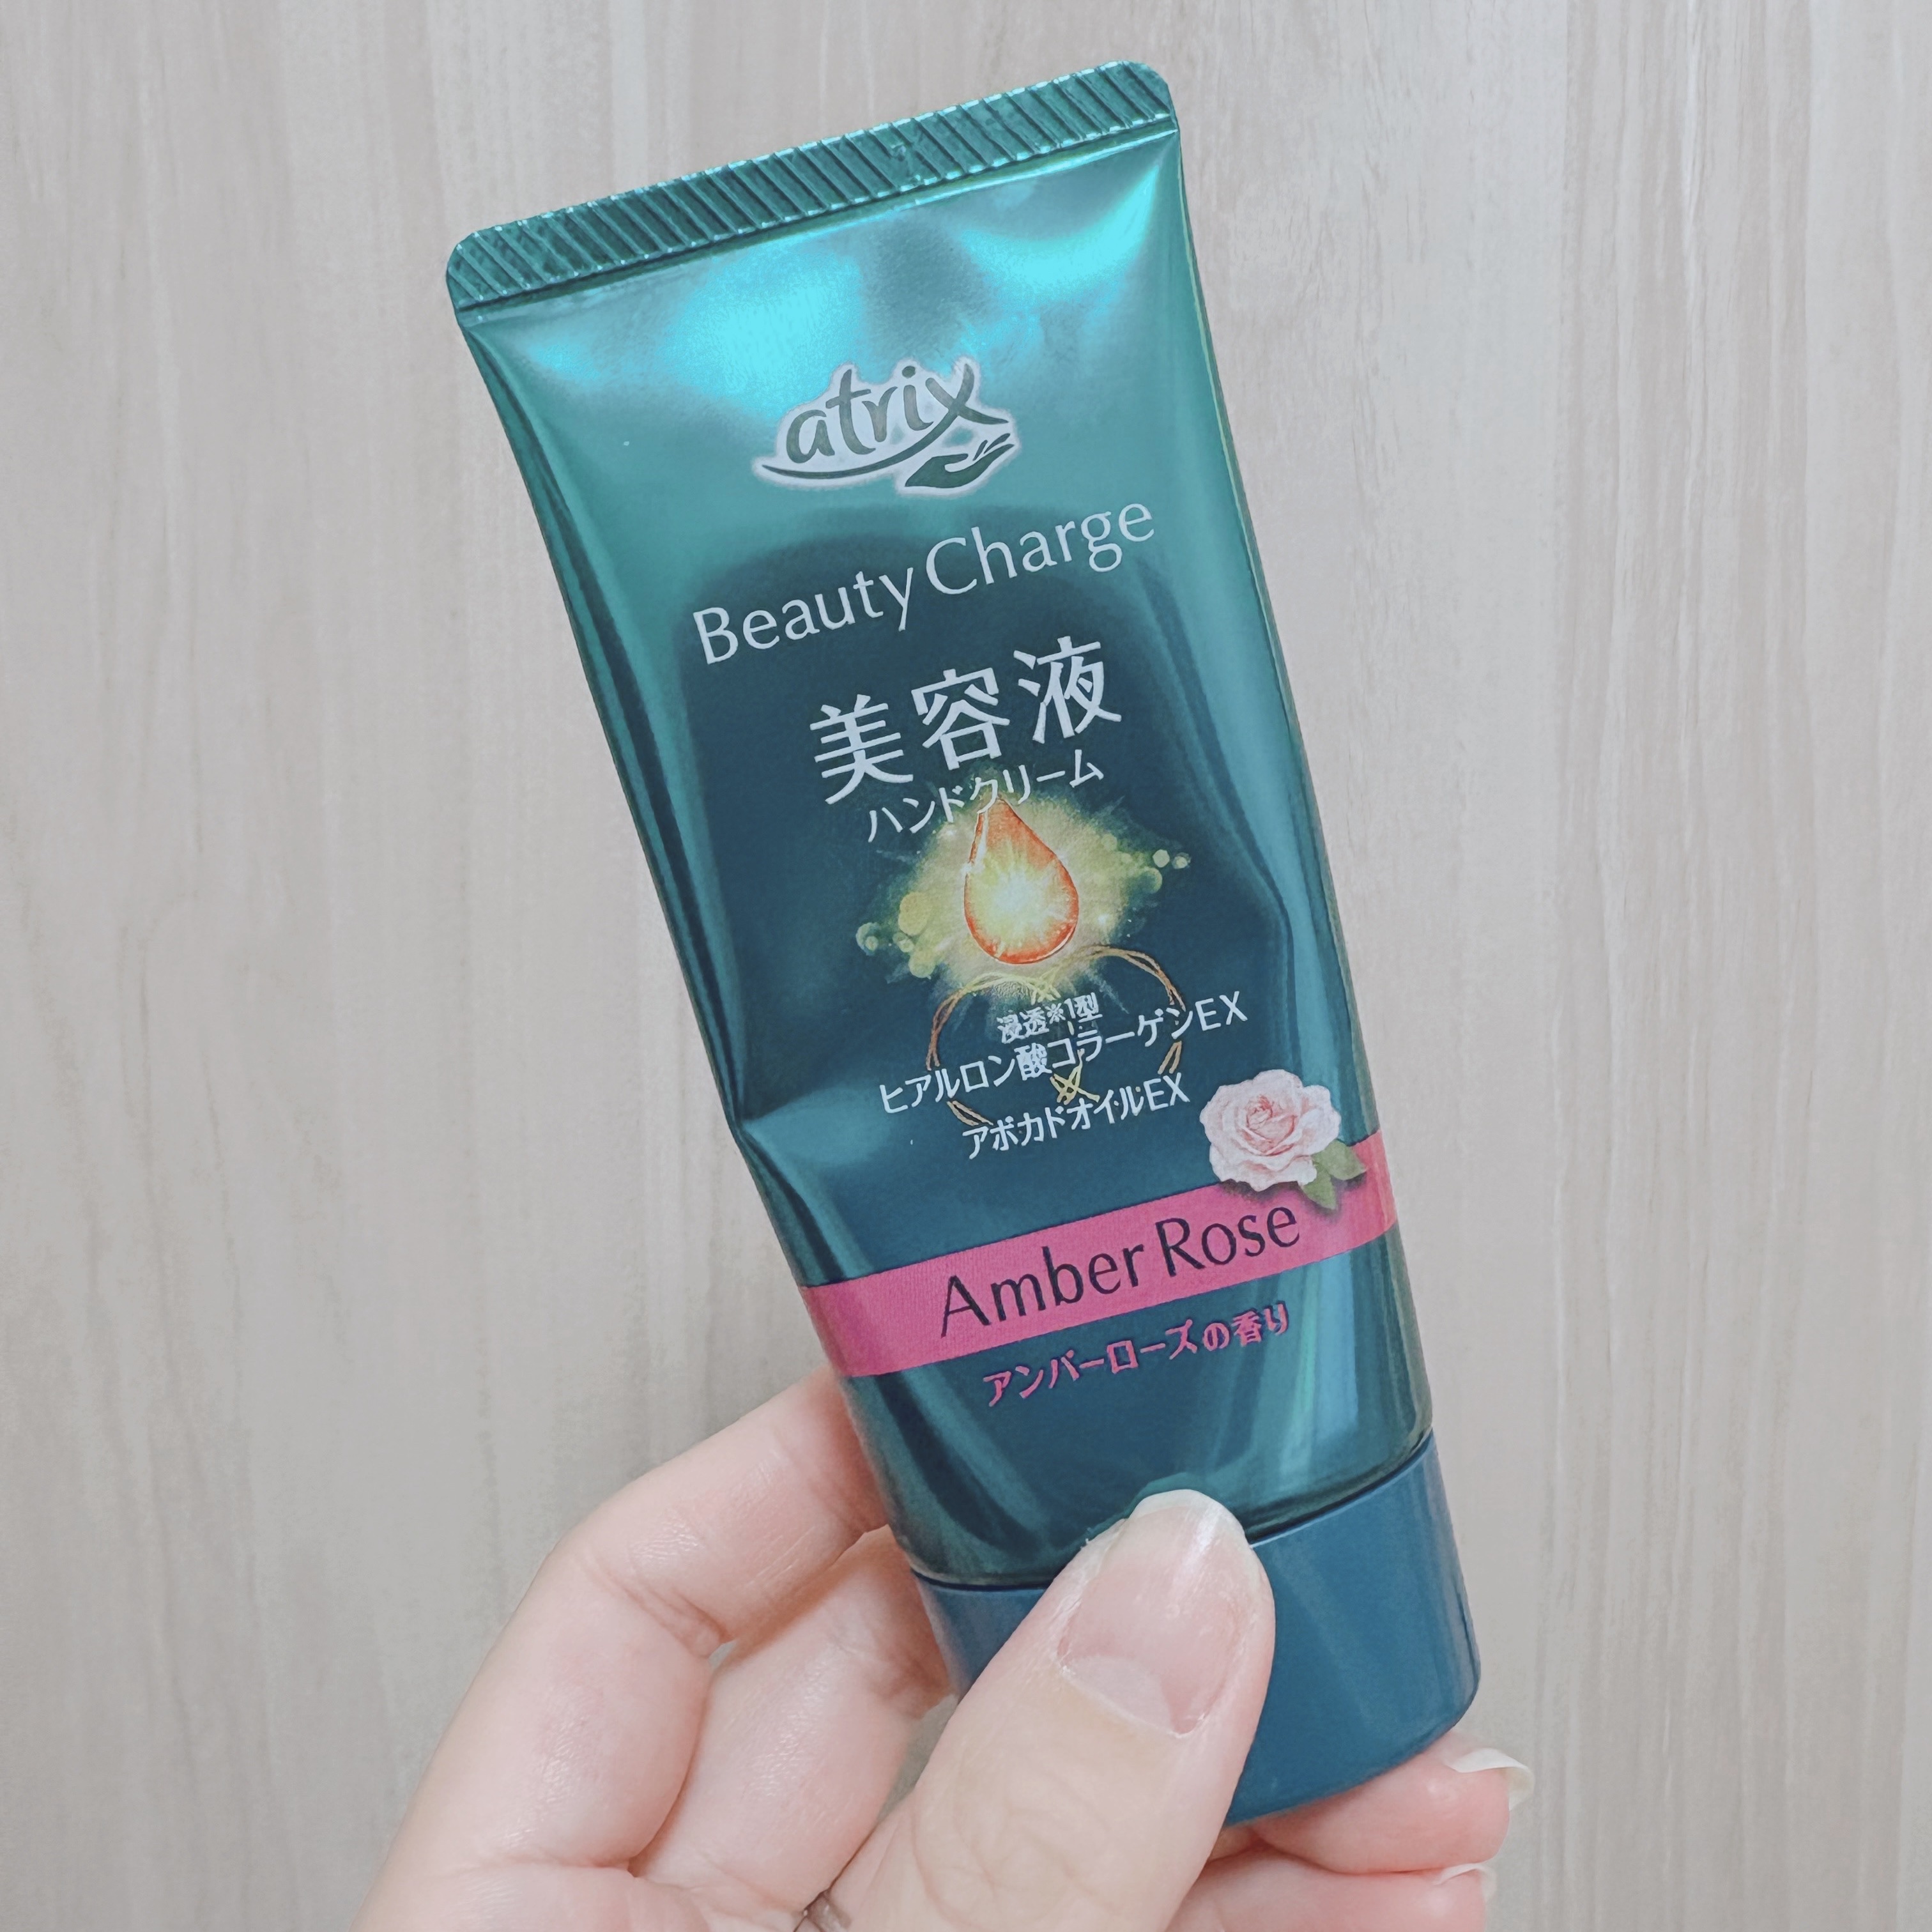 atrix
Beauty Charge
美容液
ハンドクリーム
浸透※1型
ヒアルロン酸コラーゲンEX
アボカドオイルEX
Amber Rose
アンバーローズの香り